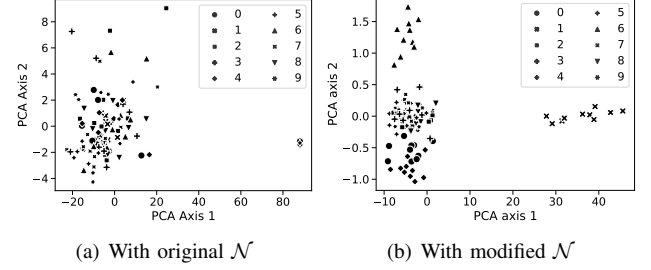 8
6
4
2
0
−2
−4
PCA Axis 2
−20 0 20 40 60 80
PCA Axis 1
0 5
1 6
2 7
3 8
4 9
(a) With original 𝒩
1.5
1.0
0.5
0.0
−0.5
−1.0
PCA axis 2
−10 0 10 20 30 40
PCA axis 1
0 5
1 6
2 7
3 8
4 9
(b) With modified 𝒩